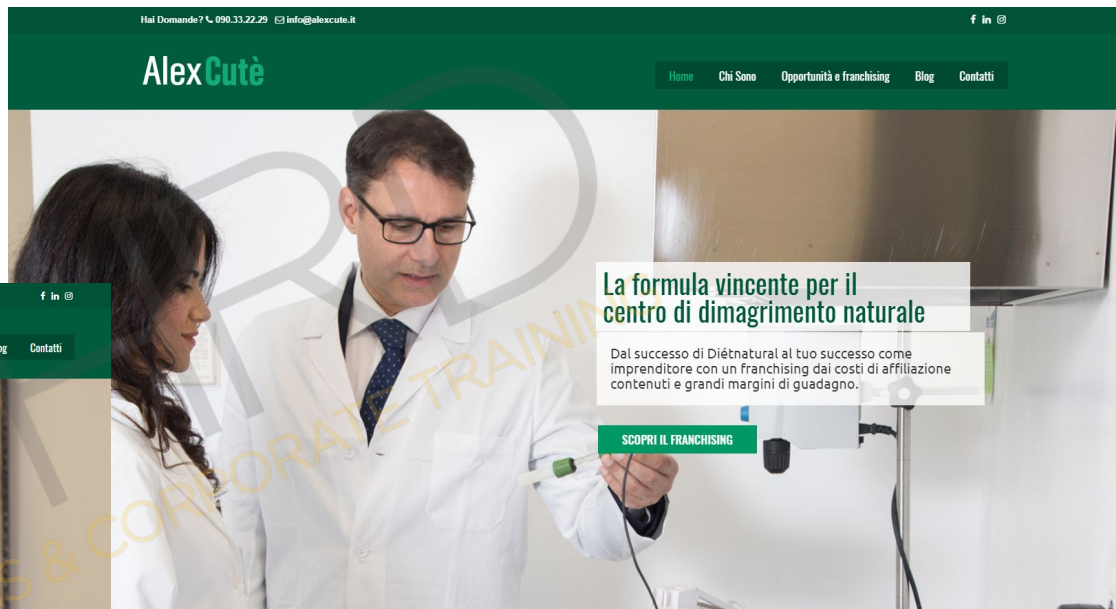 Hai Domande? 090.33.22.29 info@alexcute.it
f in
AlexCutè
Home Chi Sono Opportunità e franchising Blog Contatti
La formula vincente per il
centro di dimagrimento naturale
Dal successo di Diétnatural al tuo successo come
imprenditore con un franchising dai costi di affiliazione
contenuti e grandi margini di guadagno.
SCOPRI IL FRANCHISING
f in
og Contatti
HRD
S & CORPORATE TRAINING